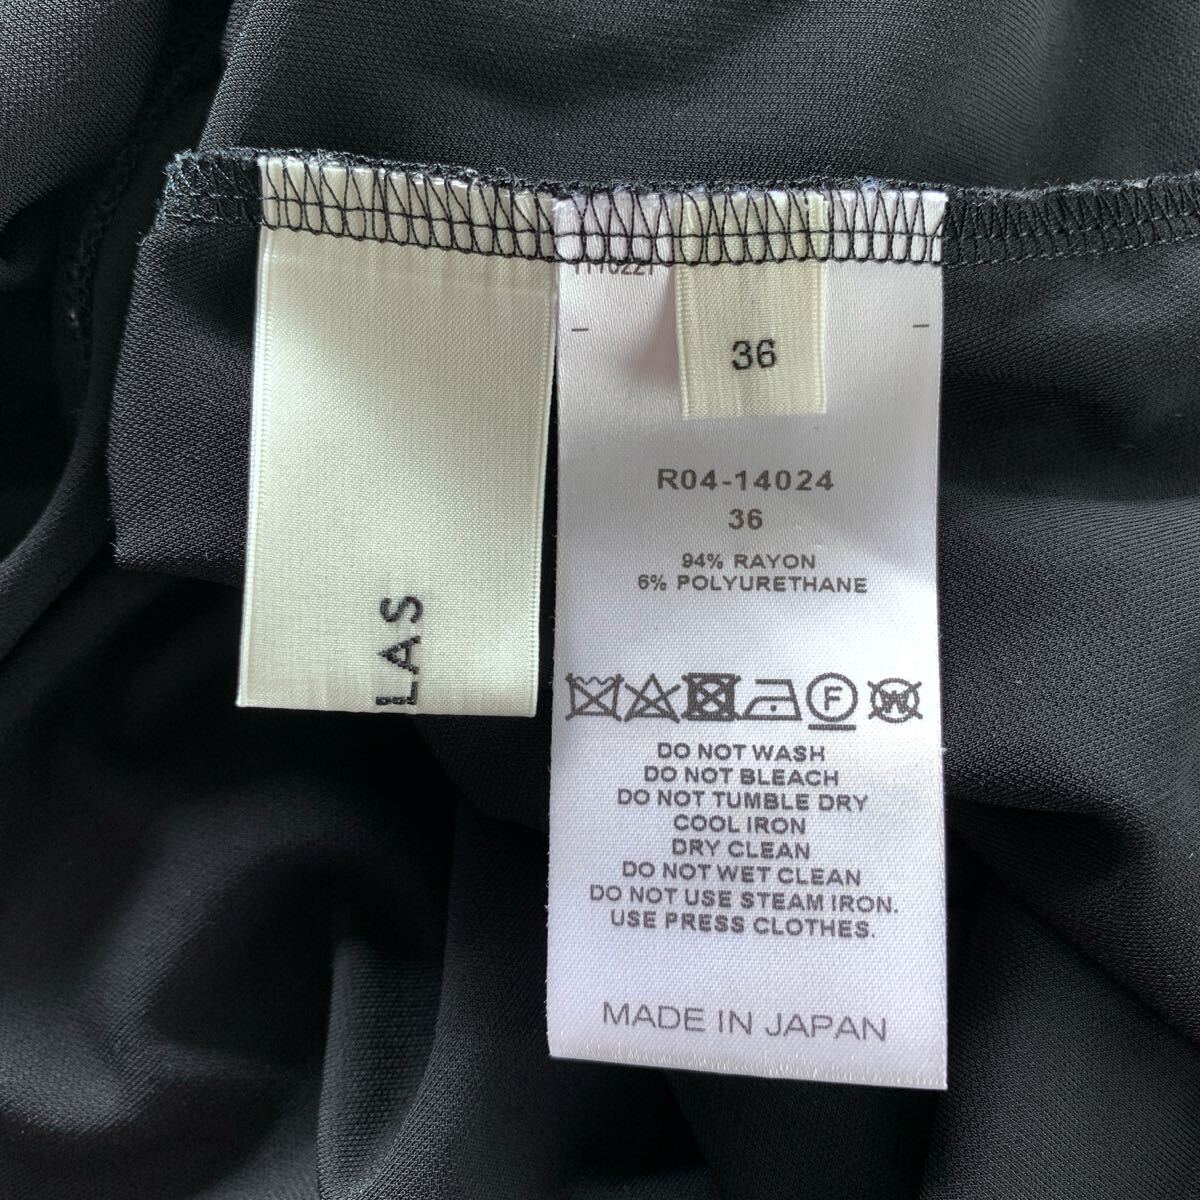 LAS
36
R04-14024
36
94% RAYON
6% POLYURETHANE
F
W
DO NOT WASH
DO NOT BLEACH
DO NOT TUMBLE DRY
COOL IRON
DRY CLEAN
DO NOT WET CLEAN
DO NOT USE STEAM IRON.
USE PRESS CLOTHES.
MADE IN JAPAN